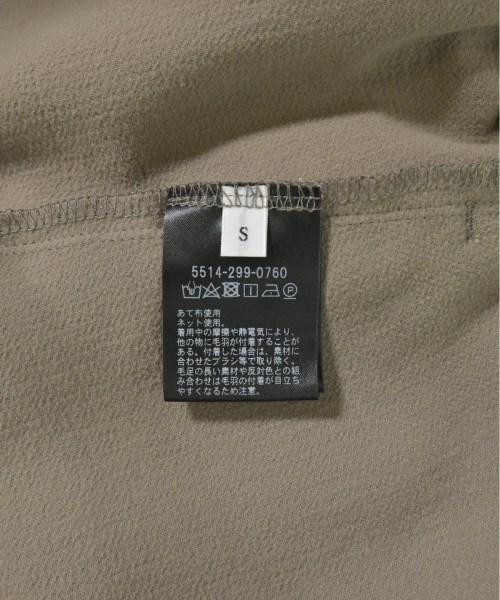 S
5514-299-0760
あて布使用
ネット使用。
着用中の摩擦や静電気により、
他の物に毛羽が付着することが
ある。付着した場合は、素材に
合わせたブラシ等で取り除く。
毛足の長い素材や反対色との組
み合わせは毛羽の付着が目立ち
やすくなるため注意。